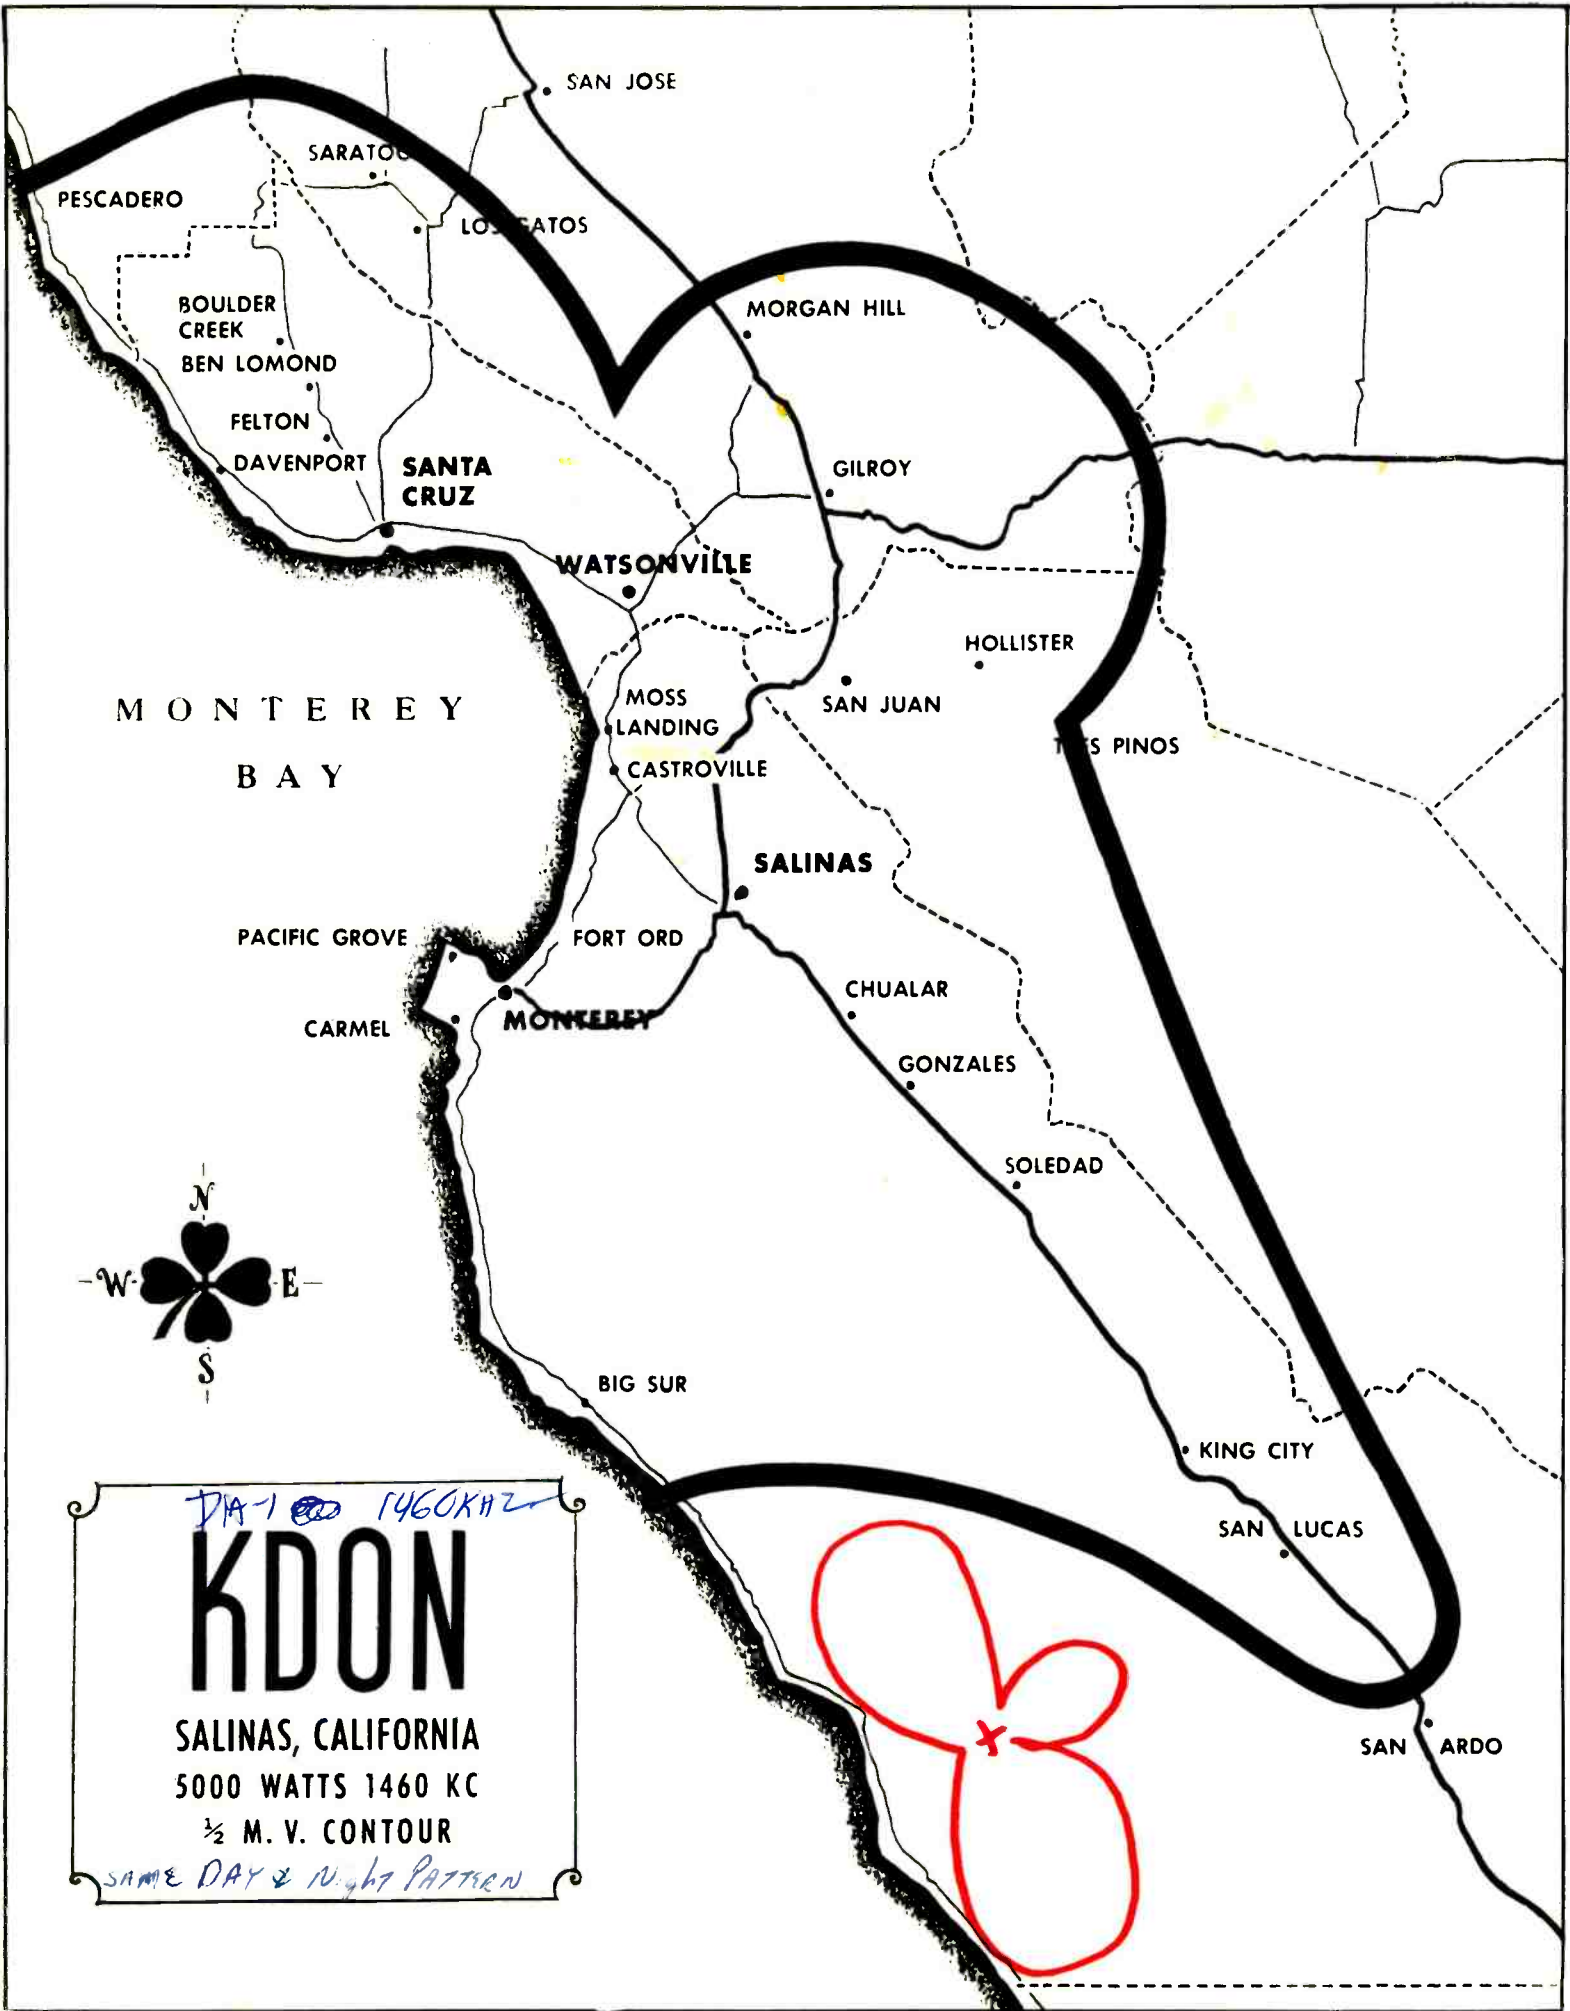 SAN JOSE
SARATOG
PESCADERO
LOS GATOS
BOULDER
CREEK
MORGAN HILL
BEN LOMOND
FELTON
DAVENPORT
SANTA
CRUZ
GILROY
WATSONVILLE
HOLLISTER
MONTEREY
BAY
MOSS
LANDING
SAN JUAN
TRES PINOS
CASTROVILLE
SALINAS
PACIFIC GROVE
FORT ORD
CARMEL
MONTEREY
CHUALAR
GONZALES
SOLEDAD
N
W
E
S
BIG SUR
KING CITY
SAN LUCAS
SAN ARDO
DA-1 1460KHZ
KDON
SALINAS, CALIFORNIA
5000 WATTS 1460 KC
½ M. V. CONTOUR
SAME DAY & Night PATTERN
X